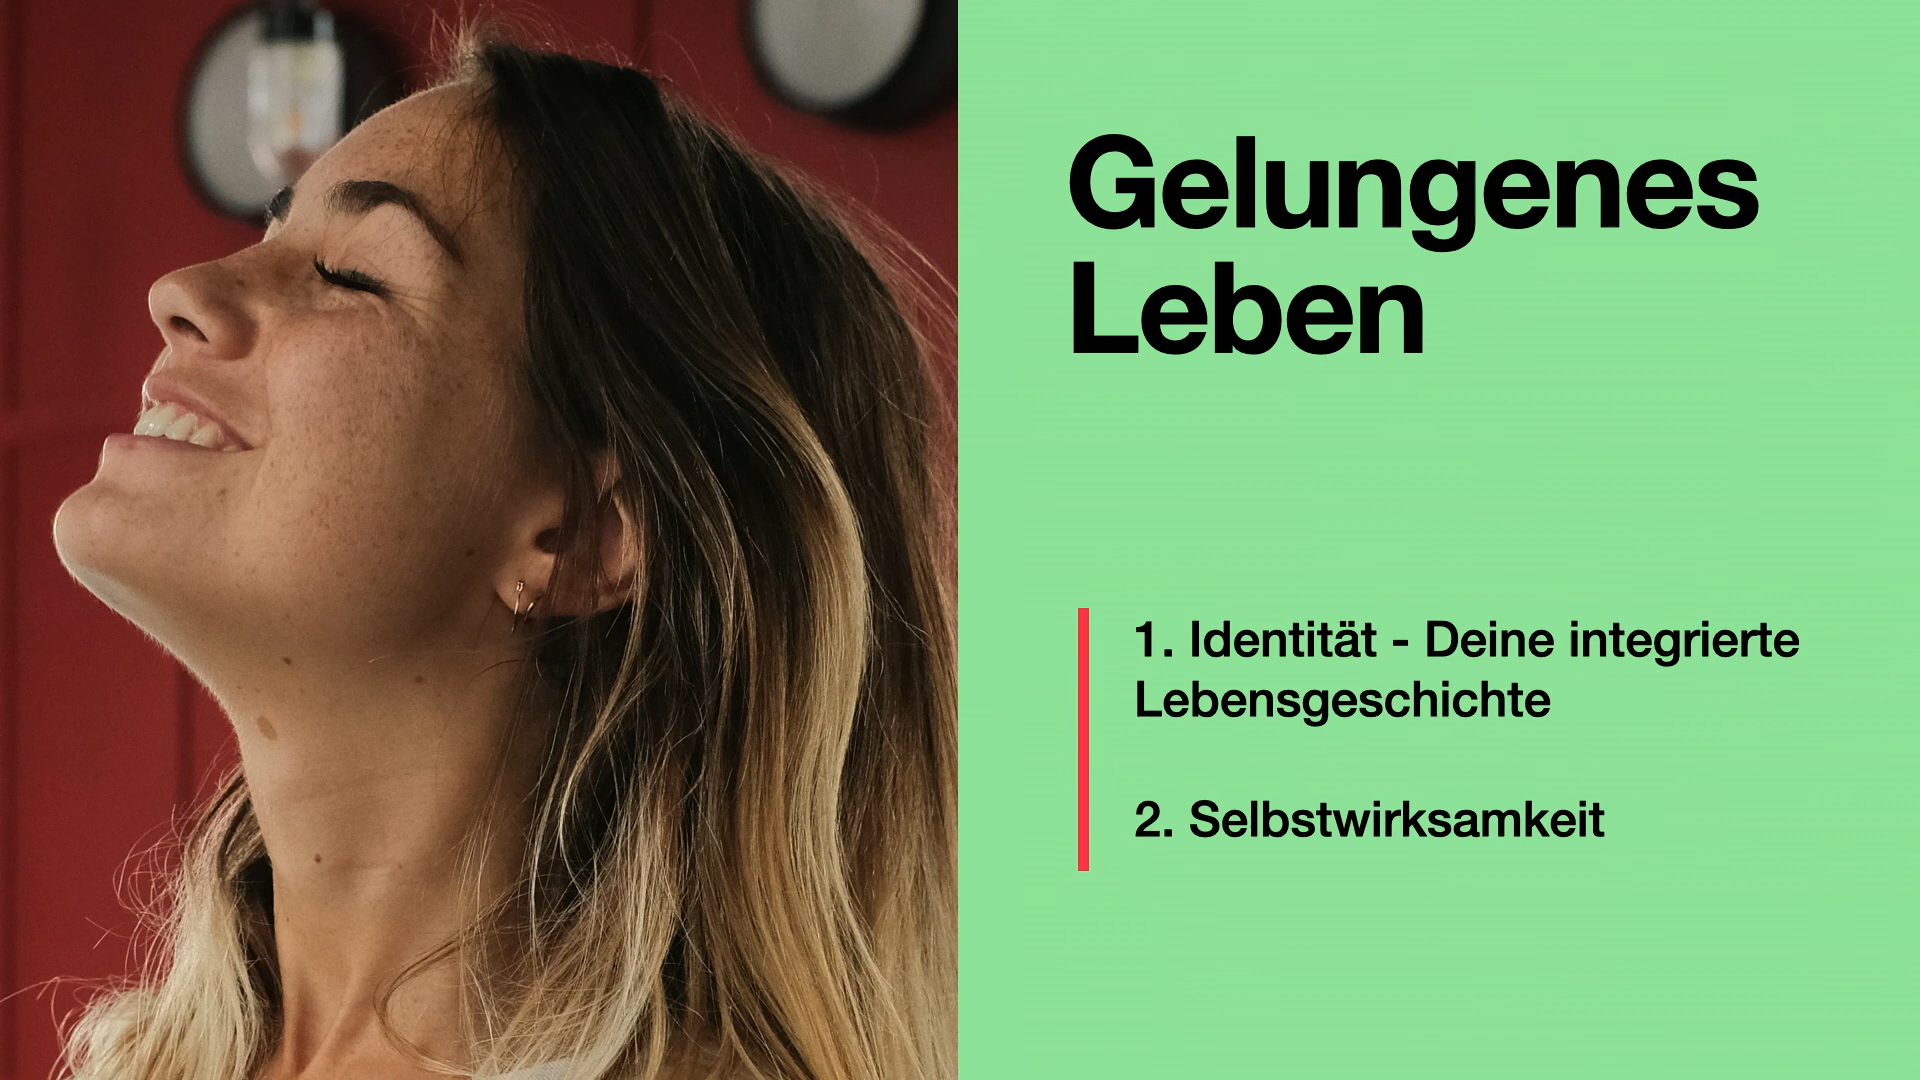 Gelungenes
Leben
1. Identität - Deine integrierte
Lebensgeschichte
2. Selbstwirksamkeit